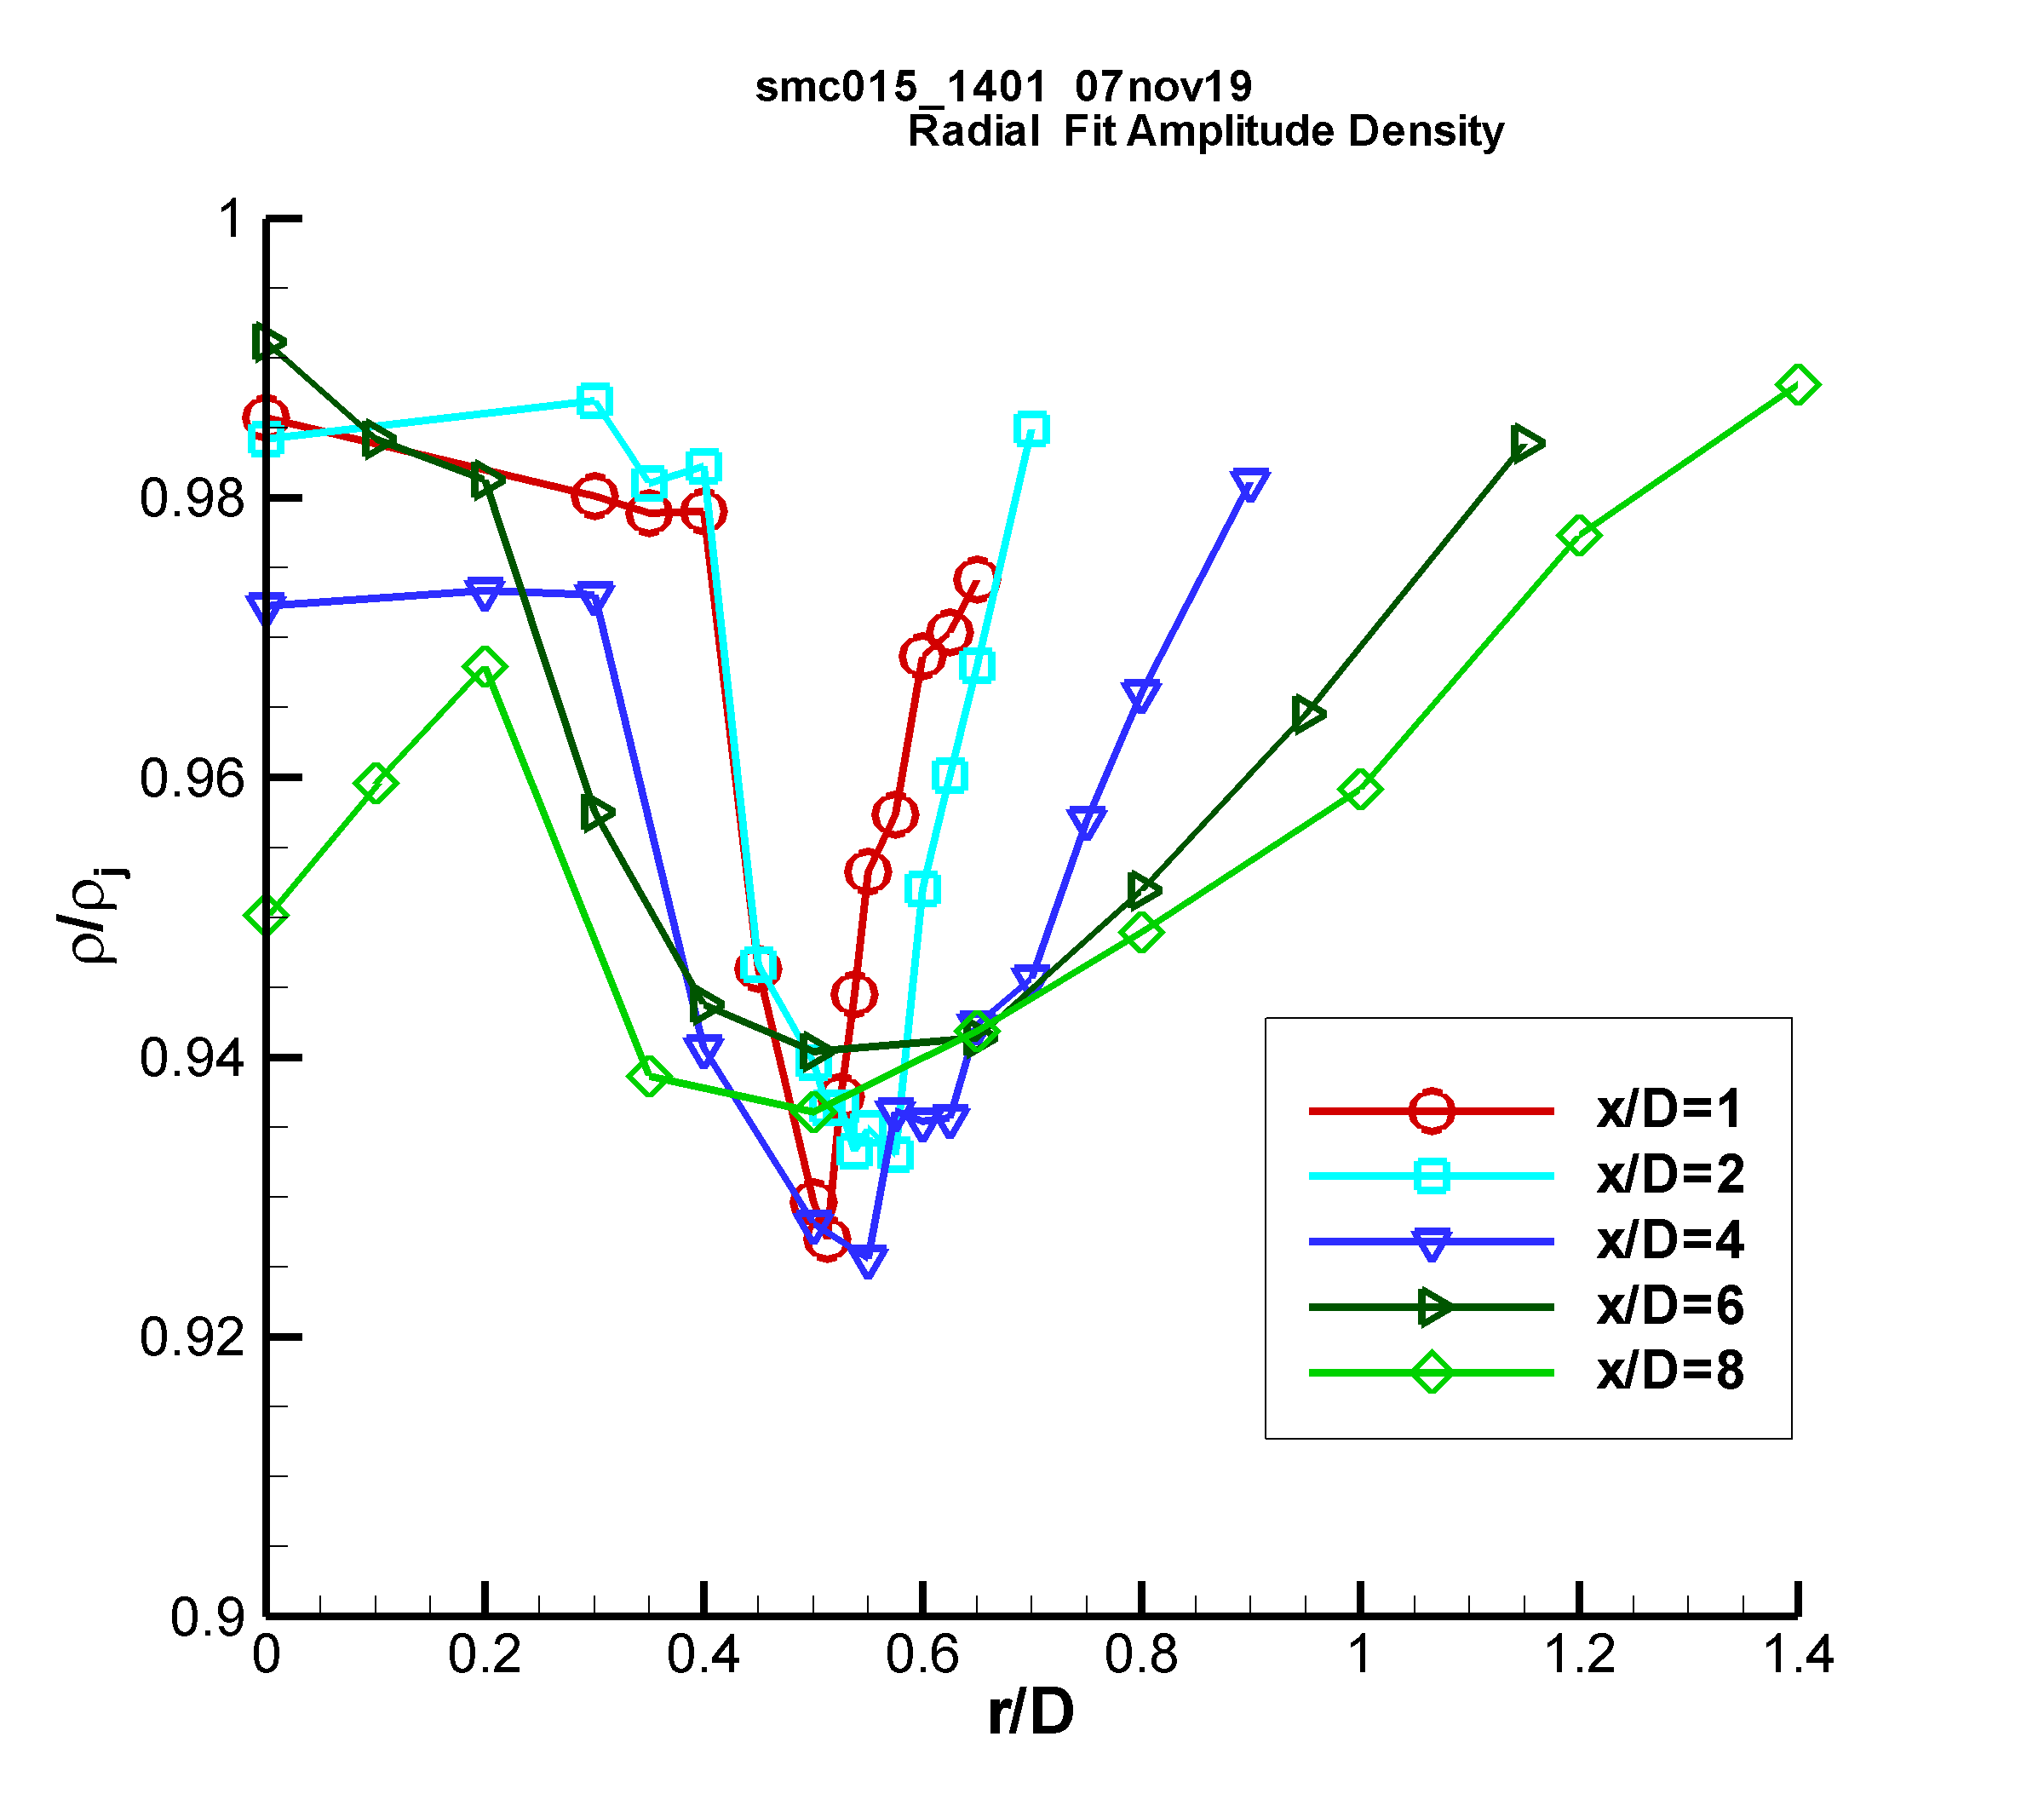 smc015_1401 07nov19
Radial Fit Amplitude Density
1
0.98
0.96
0.94
0.92
0.9
ρ/ρj
0 0.2 0.4 0.6 0.8 1 1.2 1.4
r/D
x/D=1
x/D=2
x/D=4
x/D=6
x/D=8